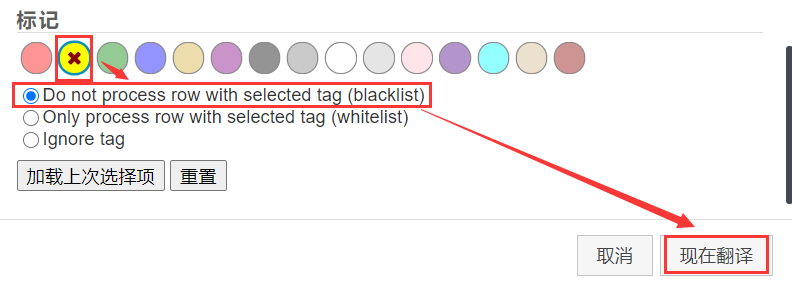 标记
Do not process row with selected tag (blacklist)
Only process row with selected tag (whitelist)
Ignore tag
加载上次选择项 重置
取消 现在翻译